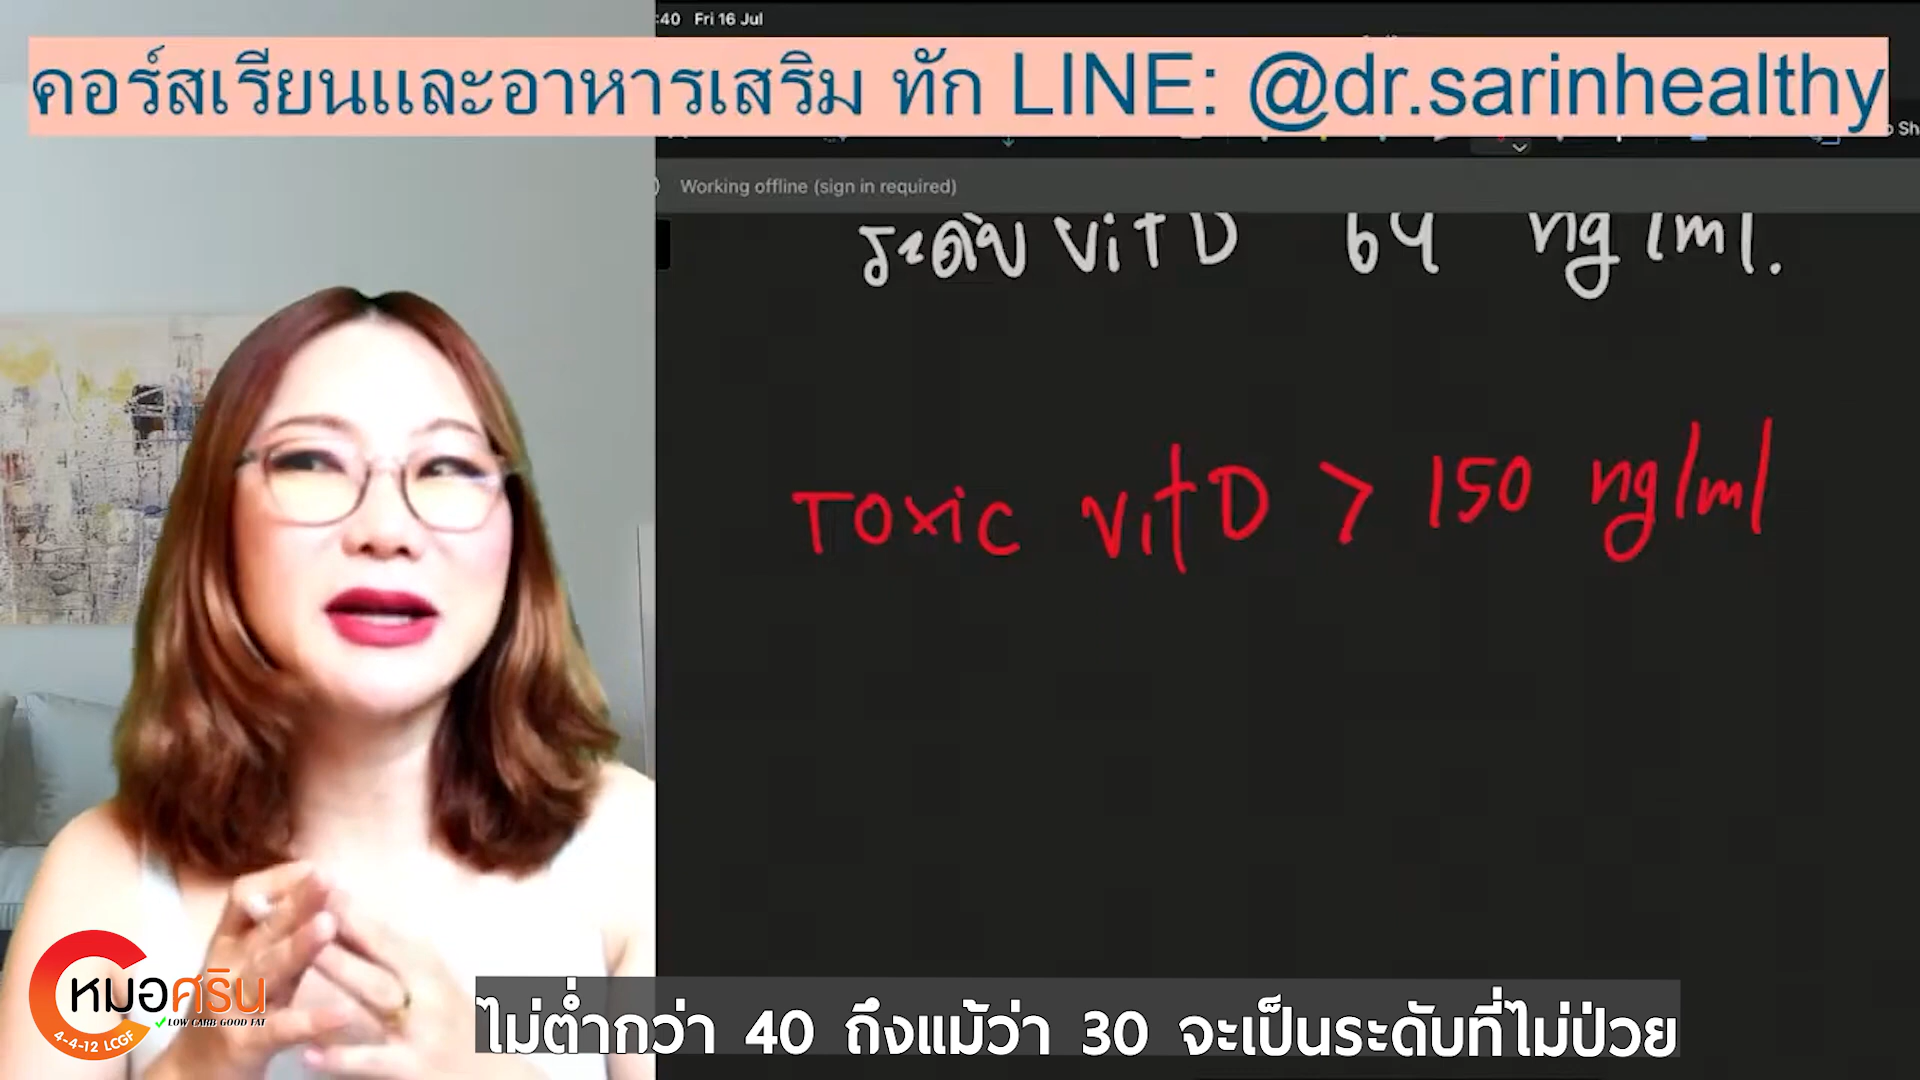 :40 Fri 16 Jul
คอร์สเรียนและอาหารเสริม ทัก LINE: @dr.sarinhealthy
Working offline (sign in required)
ระดับ vit D 64 ng/ml.
Toxic vit D > 150 ng/ml
หมอศริน
LOW CARB GOOD FAT
4-4-12 LCGF
ไม่ต่ำกว่า 40 ถึงแม้ว่า 30 จะเป็นระดับที่ไม่ป่วย